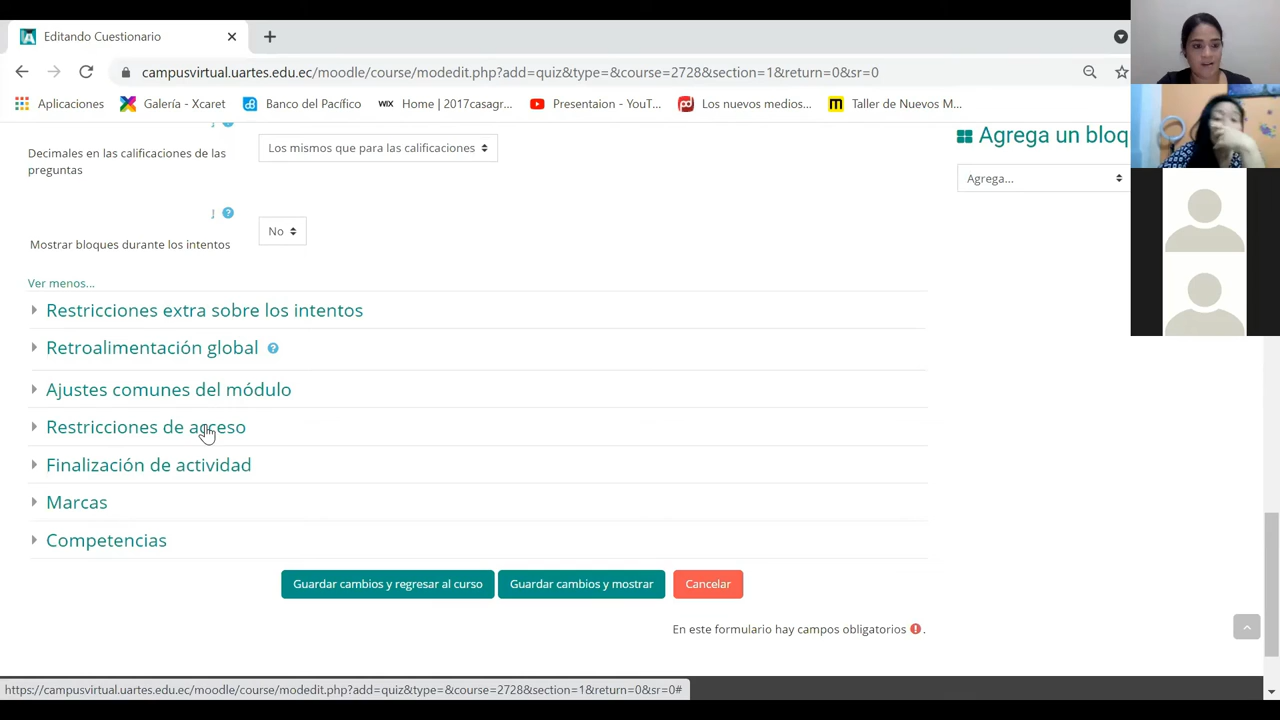 Editando Cuestionario
campusvirtual.uartes.edu.ec/moodle/course/modedit.php?add=quiz&type=&course=2728&section=1&return=0&sr=0
Aplicaciones Galería - Xcaret Banco del Pacífico WIX Home | 2017casagr... Presentaion - YouT... pd Los nuevos medios... m Taller de Nuevos M...
Decimales en las calificaciones de las
preguntas
Los mismos que para las calificaciones
Agrega un bloq
Agrega...
Mostrar bloques durante los intentos
No
Ver menos...
Restricciones extra sobre los intentos
Retroalimentación global
Ajustes comunes del módulo
Restricciones de acceso
Finalización de actividad
Marcas
Competencias
Guardar cambios y regresar al curso Guardar cambios y mostrar Cancelar
En este formulario hay campos obligatorios .
https://campusvirtual.uartes.edu.ec/moodle/course/modedit.php?add=quiz&type=&course=2728&section=1&return=0&sr=0#